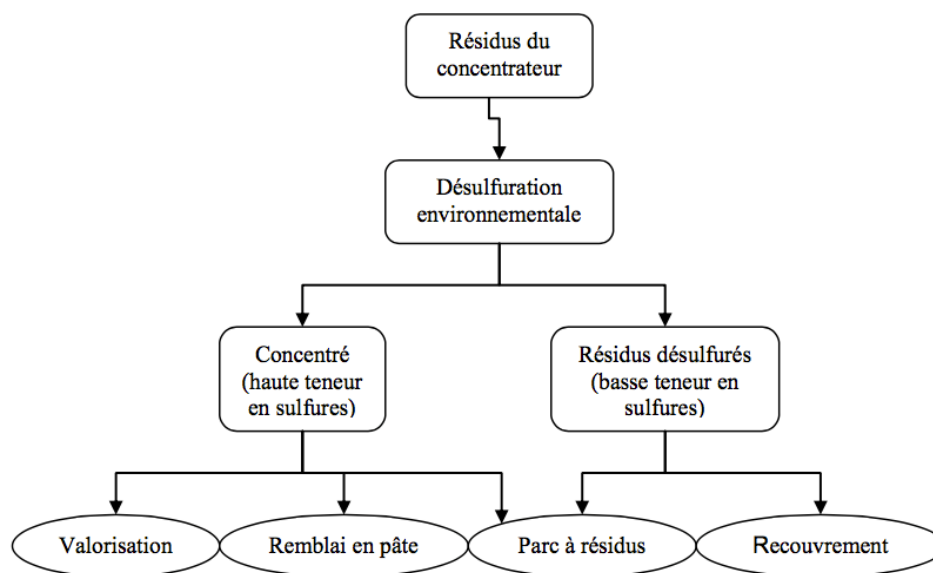 Résidus du
concentrateur
Désulfuration
environnementale
Concentré
(haute teneur
en sulfures)
Résidus désulfurés
(basse teneur en
sulfures)
Valorisation
Remblai en pâte
Parc à résidus
Recouvrement